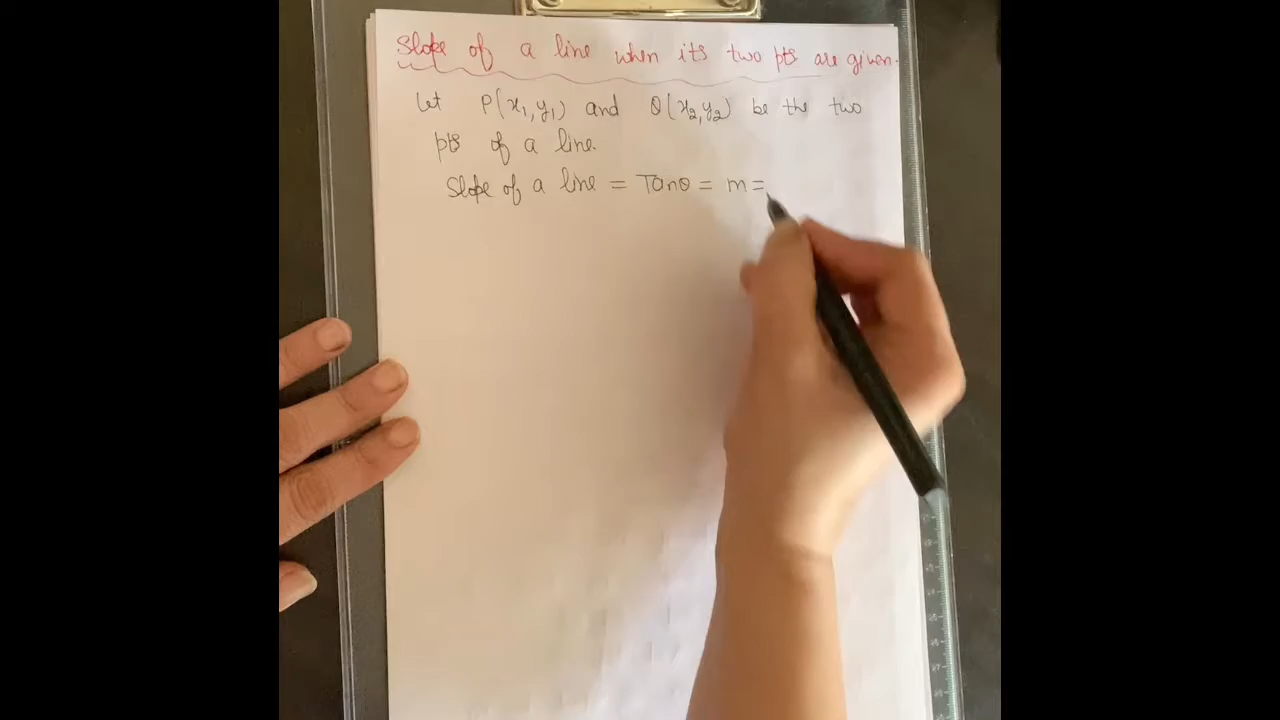 Slope of a line when its two pts are given.
Let P(x₁,y₁) and Q(x₂,y₂) be the two
pts of a line.
Slope of a line = Tanθ = m =